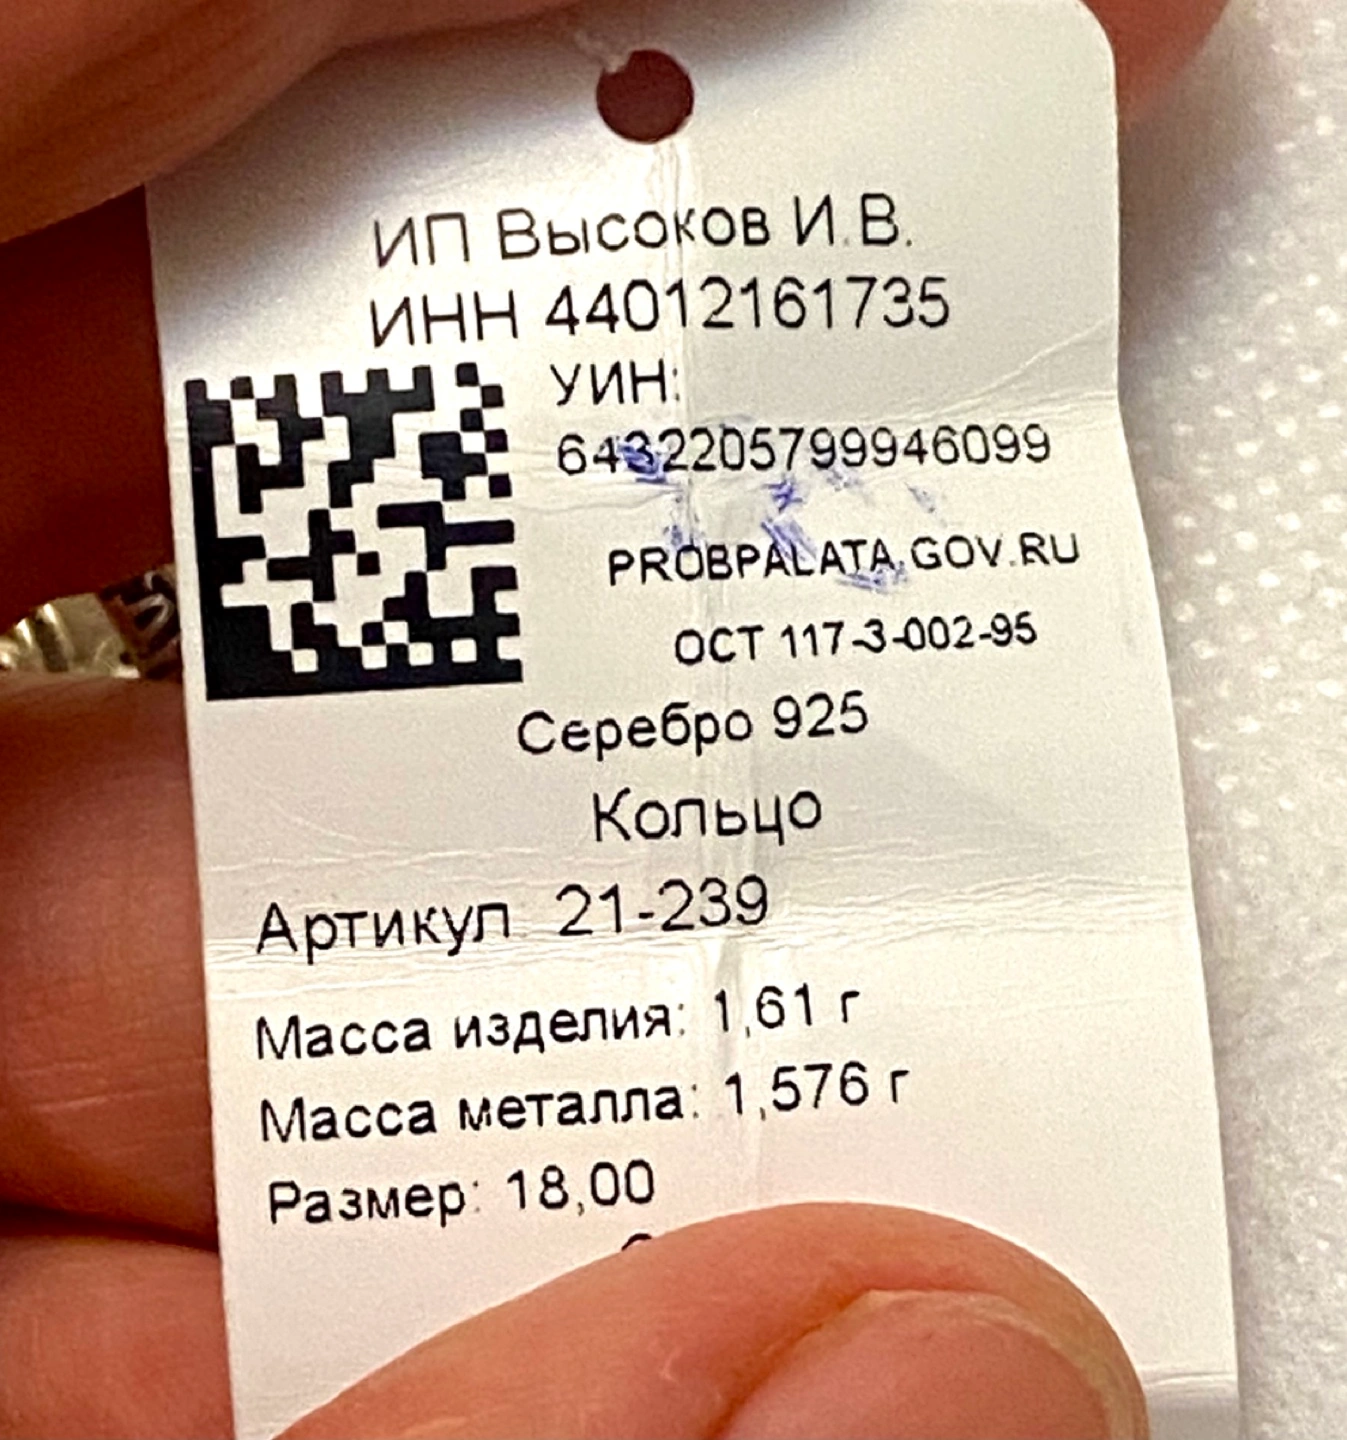 ИП Высоков И.В.
ИНН 44012161735
УИН:
6432205799946099
PROBPALATA.GOV.RU
ОСТ 117-3-002-95
Серебро 925
Кольцо
Артикул 21-239
Масса изделия: 1,61 г
Масса металла: 1,576 г
Размер: 18,00